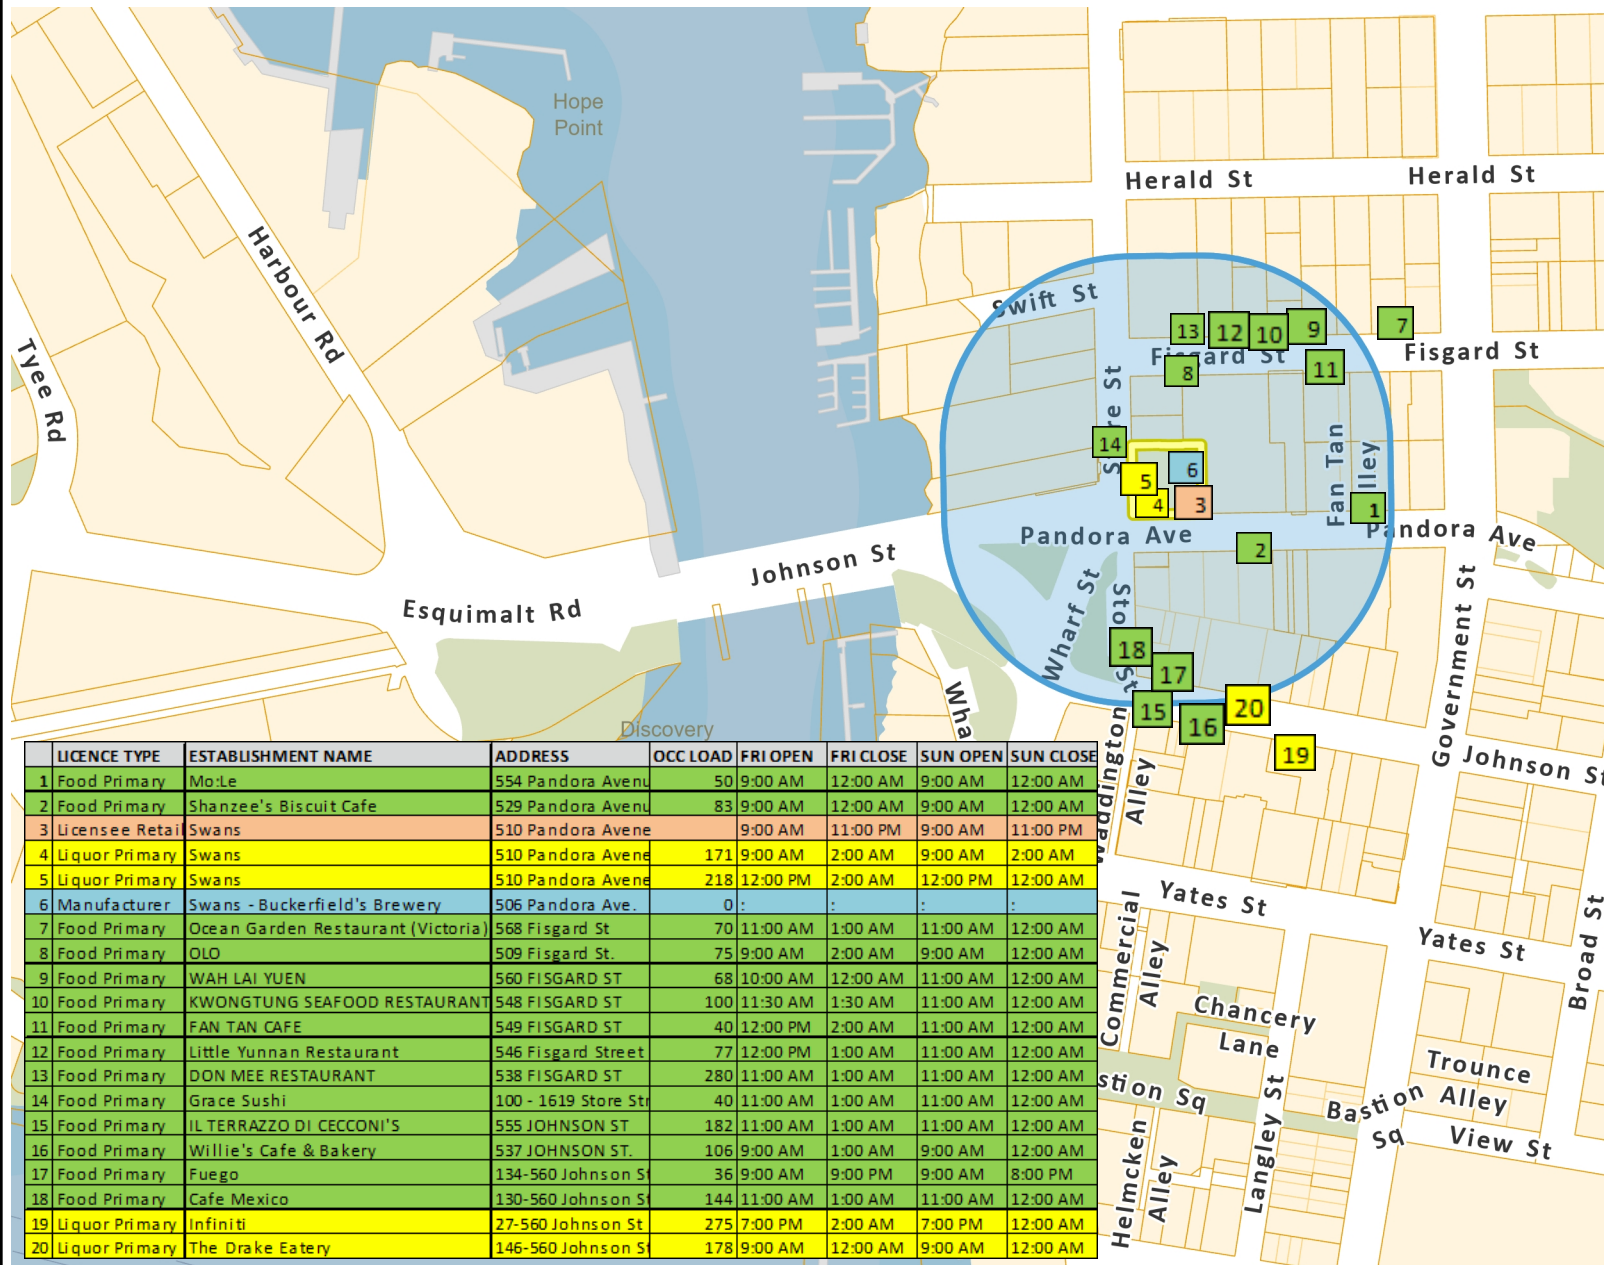 Hope
Point
Herald St
Herald St
Harbour Rd
Swift St
Tyee Rd
13
12
10
9
7
Fisgard St
Fisgard St
8
11
14
Fan Tan
lley
6
5
4
3
1
Pandora Ave
Pandora Ave
2
Johnson St
Esquimalt Rd
Wharf St
Sto
St
Government St
18
17
15
16
20
19
Wha
Discovery
Johnson St
Waddington
Alley
LICENCE TYPE ESTABLISHMENT NAME ADDRESS OCC LOAD FRI OPEN FRI CLOSE SUN OPEN SUN CLOSE
1 Food Primary Mo:Le 554 Pandora Avenu 50 9:00 AM 12:00 AM 9:00 AM 12:00 AM
2 Food Primary Shanzee's Biscuit Cafe 529 Pandora Avenu 83 9:00 AM 12:00 AM 9:00 AM 12:00 AM
3 Licensee Retail Swans 510 Pandora Avene 9:00 AM 11:00 PM 9:00 AM 11:00 PM
4 Liquor Primary Swans 510 Pandora Avene 171 9:00 AM 2:00 AM 9:00 AM 2:00 AM
5 Liquor Primary Swans 510 Pandora Avene 218 12:00 PM 2:00 AM 12:00 PM 12:00 AM
6 Manufacturer Swans - Buckerfield's Brewery 506 Pandora Ave. 0 : : : :
7 Food Primary Ocean Garden Restaurant (Victoria) 568 Fisgard St 70 11:00 AM 1:00 AM 11:00 AM 12:00 AM
8 Food Primary OLO 509 Fisgard St. 75 9:00 AM 2:00 AM 9:00 AM 12:00 AM
9 Food Primary WAH LAI YUEN 560 FISGARD ST 68 10:00 AM 12:00 AM 11:00 AM 12:00 AM
10 Food Primary KWONGTUNG SEAFOOD RESTAURANT 548 FISGARD ST 100 11:30 AM 1:30 AM 11:00 AM 12:00 AM
11 Food Primary FAN TAN CAFE 549 FISGARD ST 40 12:00 PM 2:00 AM 11:00 AM 12:00 AM
12 Food Primary Little Yunnan Restaurant 546 Fisgard Street 77 12:00 PM 1:00 AM 11:00 AM 12:00 AM
13 Food Primary DON MEE RESTAURANT 538 FISGARD ST 280 11:00 AM 1:00 AM 11:00 AM 12:00 AM
14 Food Primary Grace Sushi 100 - 1619 Store Str 40 11:00 AM 1:00 AM 11:00 AM 12:00 AM
15 Food Primary IL TERRAZZO DI CECCONI'S 555 JOHNSON ST 182 11:00 AM 1:00 AM 11:00 AM 12:00 AM
16 Food Primary Willie's Cafe & Bakery 537 JOHNSON ST. 106 9:00 AM 1:00 AM 9:00 AM 12:00 AM
17 Food Primary Fuego 134-560 Johnson St 36 9:00 AM 9:00 PM 9:00 AM 8:00 PM
18 Food Primary Cafe Mexico 130-560 Johnson St 144 11:00 AM 1:00 AM 11:00 AM 12:00 AM
19 Liquor Primary Infiniti 27-560 Johnson St 275 7:00 PM 2:00 AM 7:00 PM 12:00 AM
20 Liquor Primary The Drake Eatery 146-560 Johnson St 178 9:00 AM 12:00 AM 9:00 AM 12:00 AM
Yates St
Yates St
Broad St
Commercial
Alley
Chancery
Lane
Trounce
Alley
stion Sq
Bastion
Sq
View St
Langley St
Helmcken
Alley